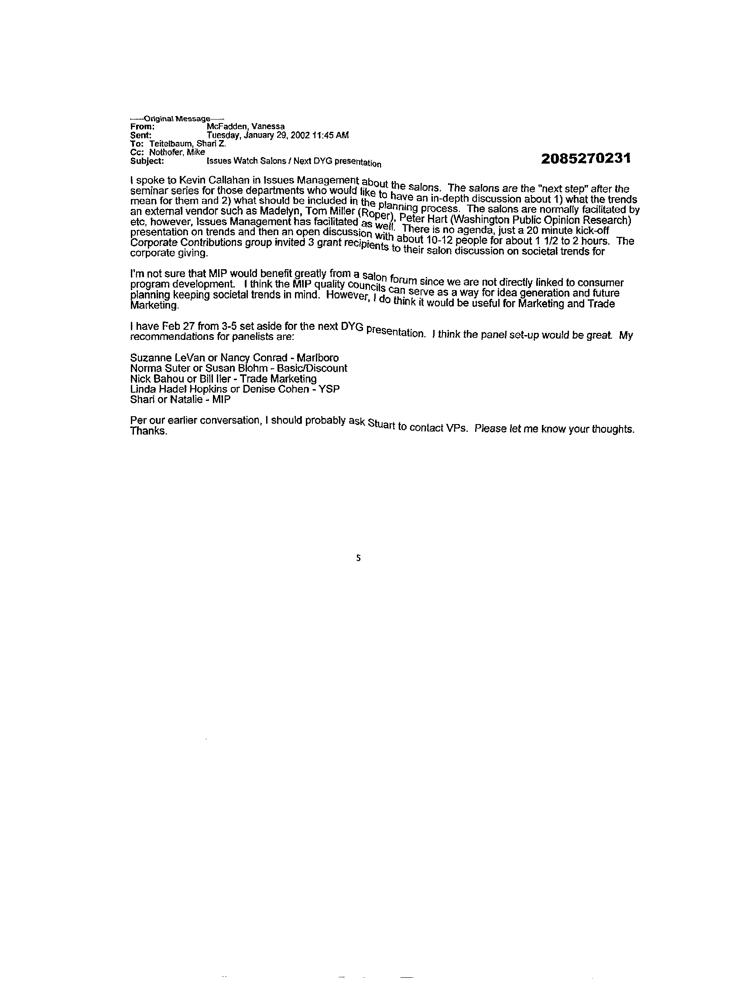 -----Original Message-----
From: McFadden, Vanessa
Sent: Tuesday, January 29, 2002 11:45 AM
To: Teitelbaum, Shari Z.
Cc: Nothofer, Mike
Subject: Issues Watch Salons / Next DYG presentation
2085270231
I spoke to Kevin Callahan in Issues Management about the salons. The salons are the "next step" after the
seminar series for those departments who would like to have an in-depth discussion about 1) what the trends
mean for them and 2) what should be included in the planning process. The salons are normally facilitated by
an external vendor such as Madelyn, Tom Miller (Roper), Peter Hart (Washington Public Opinion Research)
etc, however, Issues Management has facilitated as well. There is no agenda, just a 20 minute kick-off
presentation on trends and then an open discussion with about 10-12 people for about 1 1/2 to 2 hours. The
Corporate Contributions group invited 3 grant recipients to their salon discussion on societal trends for
corporate giving.
I'm not sure that MIP would benefit greatly from a salon forum since we are not directly linked to consumer
program development. I think the MIP quality councils can serve as a way for idea generation and future
planning keeping societal trends in mind. However, I do think it would be useful for Marketing and Trade
Marketing.
I have Feb 27 from 3-5 set aside for the next DYG presentation. I think the panel set-up would be great. My
recommendations for panelists are:
Suzanne LeVan or Nancy Conrad - Marlboro
Norma Suter or Susan Blohm - Basic/Discount
Nick Bahou or Bill Iler - Trade Marketing
Linda Hadel Hopkins or Denise Cohen - YSP
Shari or Natalie - MIP
Per our earlier conversation, I should probably ask Stuart to contact VPs. Please let me know your thoughts.
Thanks.
5